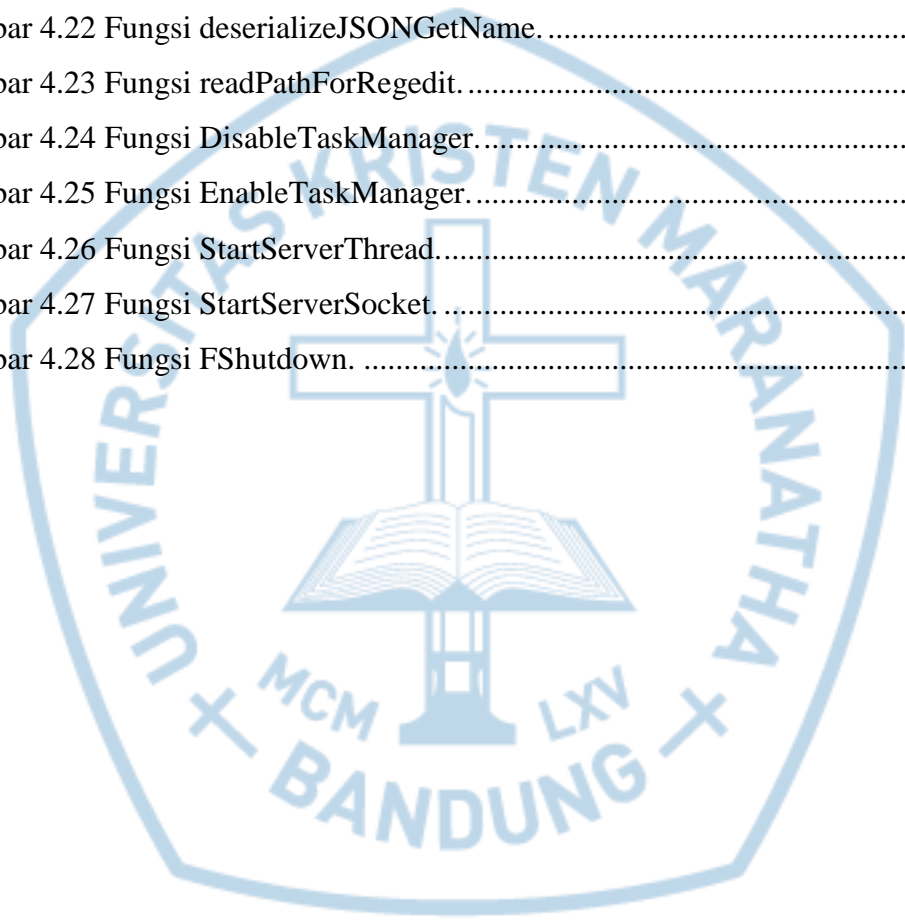 bar 4.22 Fungsi deserializeJSONGetName. ..........................................
bar 4.23 Fungsi readPathForRegedit. .....................................................
bar 4.24 Fungsi DisableTaskManager. ...................................................
bar 4.25 Fungsi EnableTaskManager. ....................................................
bar 4.26 Fungsi StartServerThread. ........................................................
bar 4.27 Fungsi StartServerSocket. ........................................................
bar 4.28 Fungsi FShutdown. ..................................................................
UNIVERSITAS KRISTEN MARANATHA
MCM LXV
BANDUNG